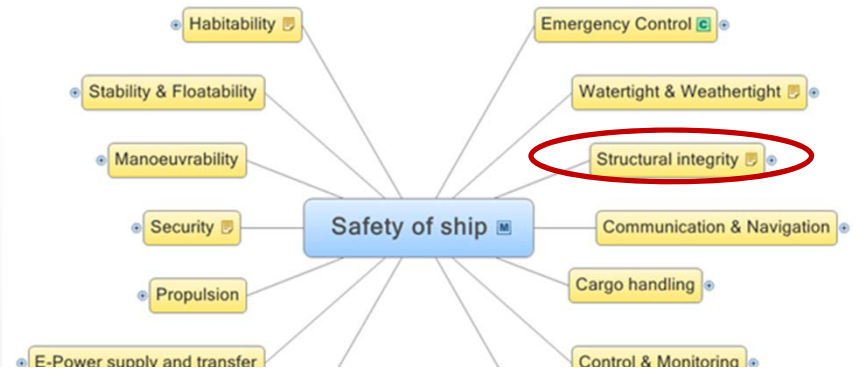 Habitability
Emergency Control C
Stability & Floatability
Watertight & Weathertight
Manoeuvrability
Structural integrity
Security
Safety of ship M
Communication & Navigation
Propulsion
Cargo handling
E-Power supply and transfer
Control & Monitoring